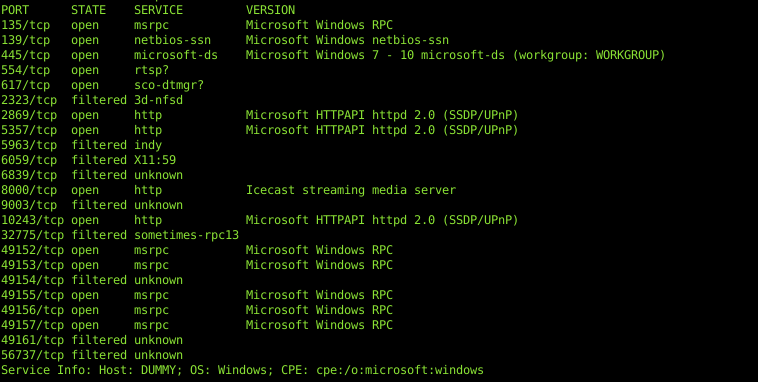 PORT      STATE    SERVICE         VERSION
135/tcp   open     msrpc           Microsoft Windows RPC
139/tcp   open     netbios-ssn     Microsoft Windows netbios-ssn
445/tcp   open     microsoft-ds    Microsoft Windows 7 - 10 microsoft-ds (workgroup: WORKGROUP)
554/tcp   open     rtsp?
617/tcp   open     sco-dtmgr?
2323/tcp  filtered 3d-nfsd
2869/tcp  open     http            Microsoft HTTPAPI httpd 2.0 (SSDP/UPnP)
5357/tcp  open     http            Microsoft HTTPAPI httpd 2.0 (SSDP/UPnP)
5963/tcp  filtered indy
6059/tcp  filtered X11:59
6839/tcp  filtered unknown
8000/tcp  open     http            Icecast streaming media server
9003/tcp  filtered unknown
10243/tcp open     http            Microsoft HTTPAPI httpd 2.0 (SSDP/UPnP)
32775/tcp filtered sometimes-rpc13
49152/tcp open     msrpc           Microsoft Windows RPC
49153/tcp open     msrpc           Microsoft Windows RPC
49154/tcp filtered unknown
49155/tcp open     msrpc           Microsoft Windows RPC
49156/tcp open     msrpc           Microsoft Windows RPC
49157/tcp open     msrpc           Microsoft Windows RPC
49161/tcp filtered unknown
56737/tcp filtered unknown
Service Info: Host: DUMMY; OS: Windows; CPE: cpe:/o:microsoft:windows